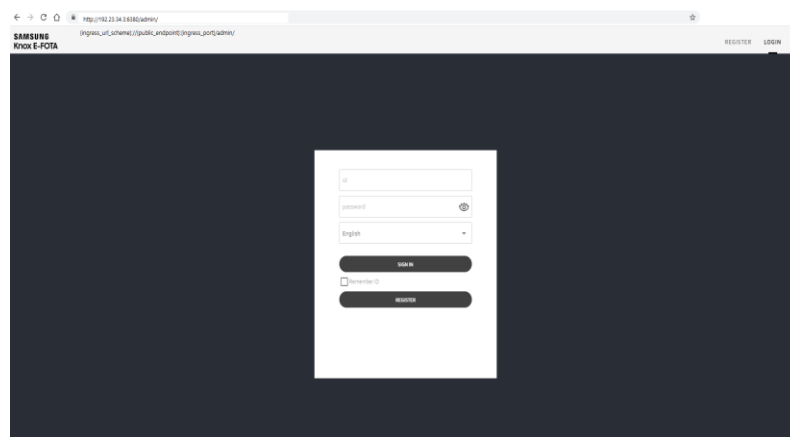 http://192.23.34.3:6380/admin/
{ingress_url_scheme}://{public_endpoint}:{ingress_port}/admin/
SAMSUNG
Knox E-FOTA
REGISTER LOGIN
id
password
English
SIGN IN
Remember ID
REGISTER